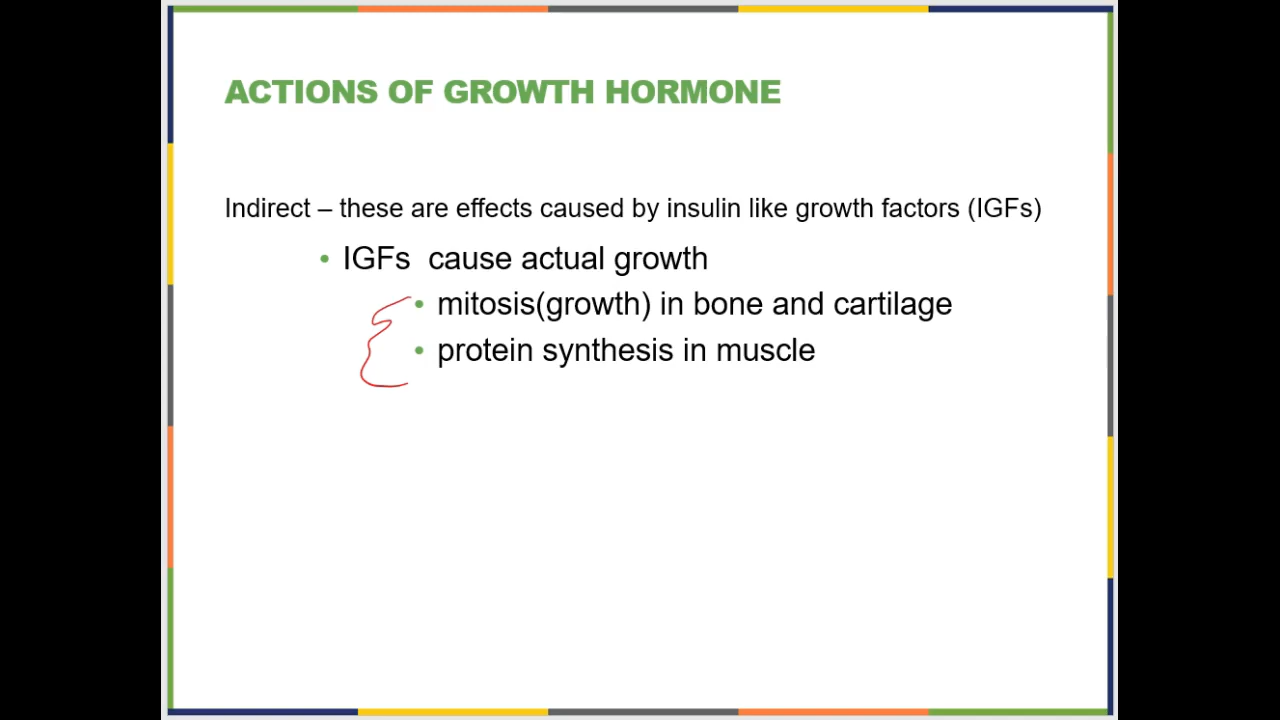 ACTIONS OF GROWTH HORMONE
Indirect – these are effects caused by insulin like growth factors (IGFs)
• IGFs  cause actual growth
• mitosis(growth) in bone and cartilage
• protein synthesis in muscle